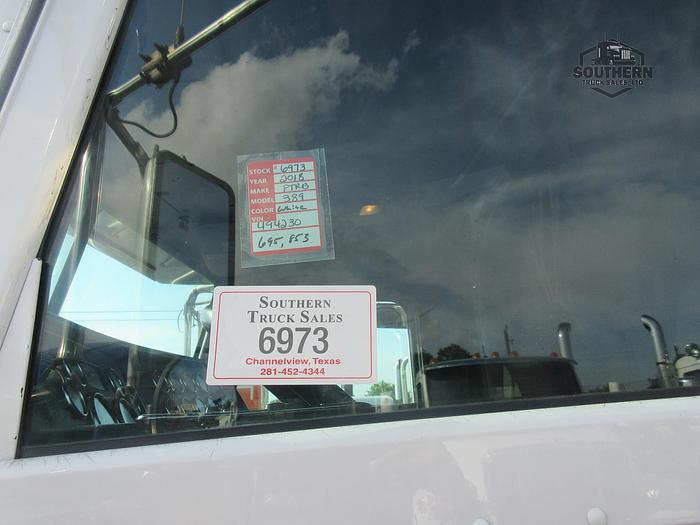 SOUTHERN
TRUCK SALES, LTD
STOCK # 6973
YEAR 2018
MAKE PTRB
MODEL 389
COLOR White
VIN 494230
695,853
SOUTHERN
TRUCK SALES
6973
Channelview, Texas
281-452-4344